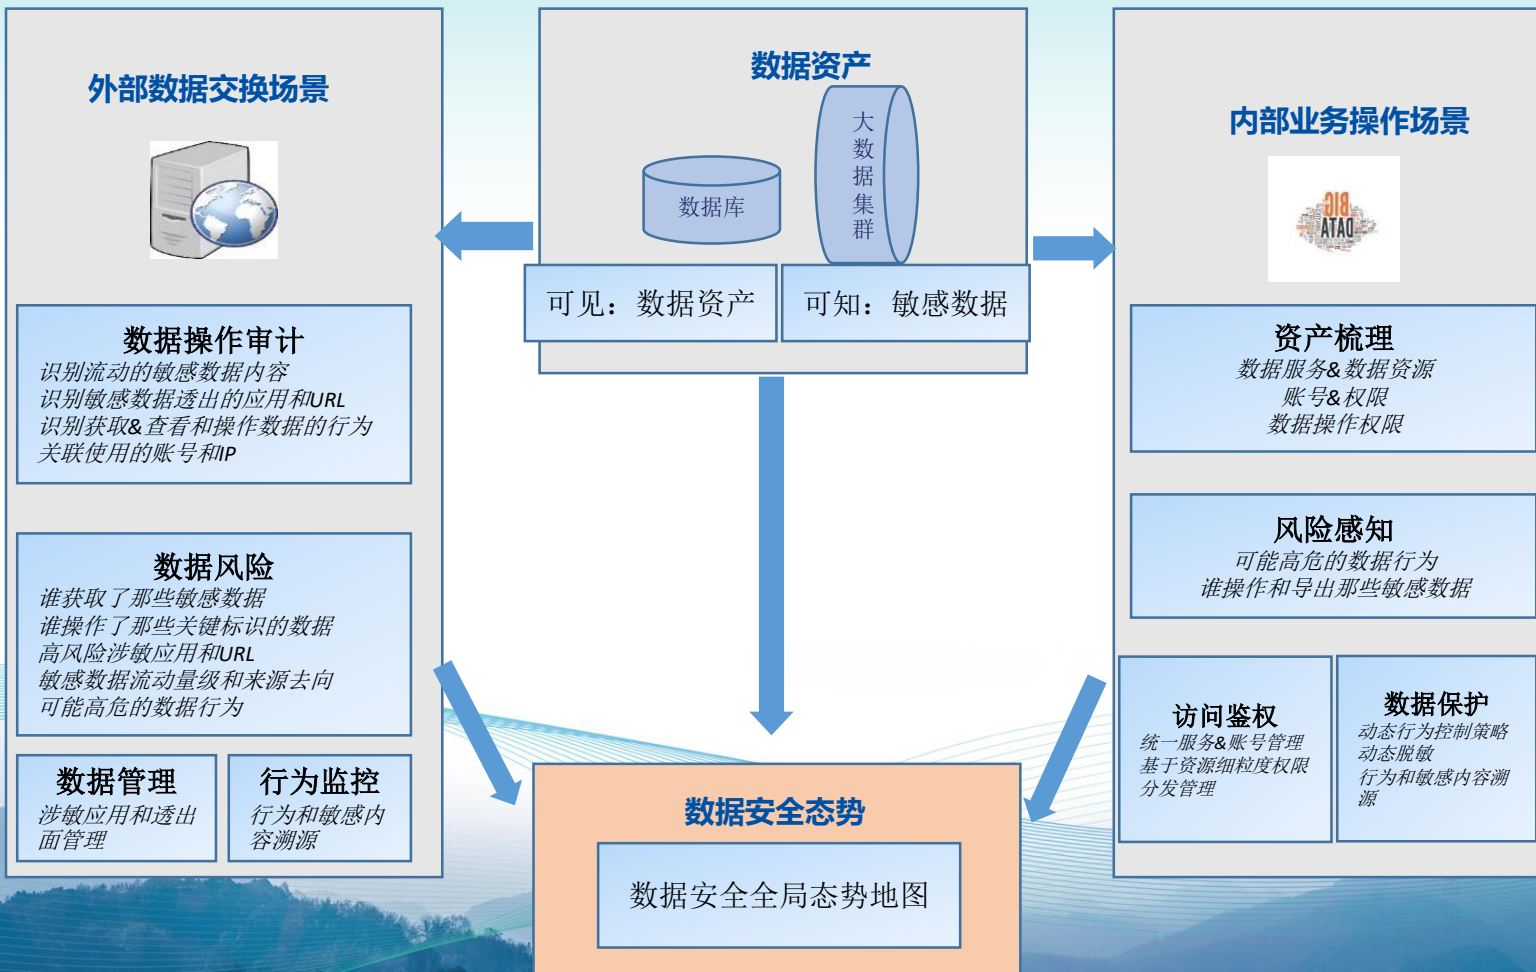 外部数据交换场景
数据操作审计
识别流动的敏感数据内容
识别敏感数据透出的应用和URL
识别获取&查看和操作数据的行为
关联使用的账号和IP
数据风险
谁获取了那些敏感数据
谁操作了那些关键标识的数据
高风险涉敏应用和URL
敏感数据流动量级和来源去向
可能高危的数据行为
数据管理
涉敏应用和透出
面管理
行为监控
行为和敏感内
容溯源
数据资产
数据库
大
数
据
集
群
可见：数据资产
可知：敏感数据
数据安全态势
数据安全全局态势地图
内部业务操作场景
BIG
DATA
资产梳理
数据服务&数据资源
账号&权限
数据操作权限
风险感知
可能高危的数据行为
谁操作和导出那些敏感数据
访问鉴权
统一服务&账号管理
基于资源细粒度权限
分发管理
数据保护
动态行为控制策略
动态脱敏
行为和敏感内容溯
源